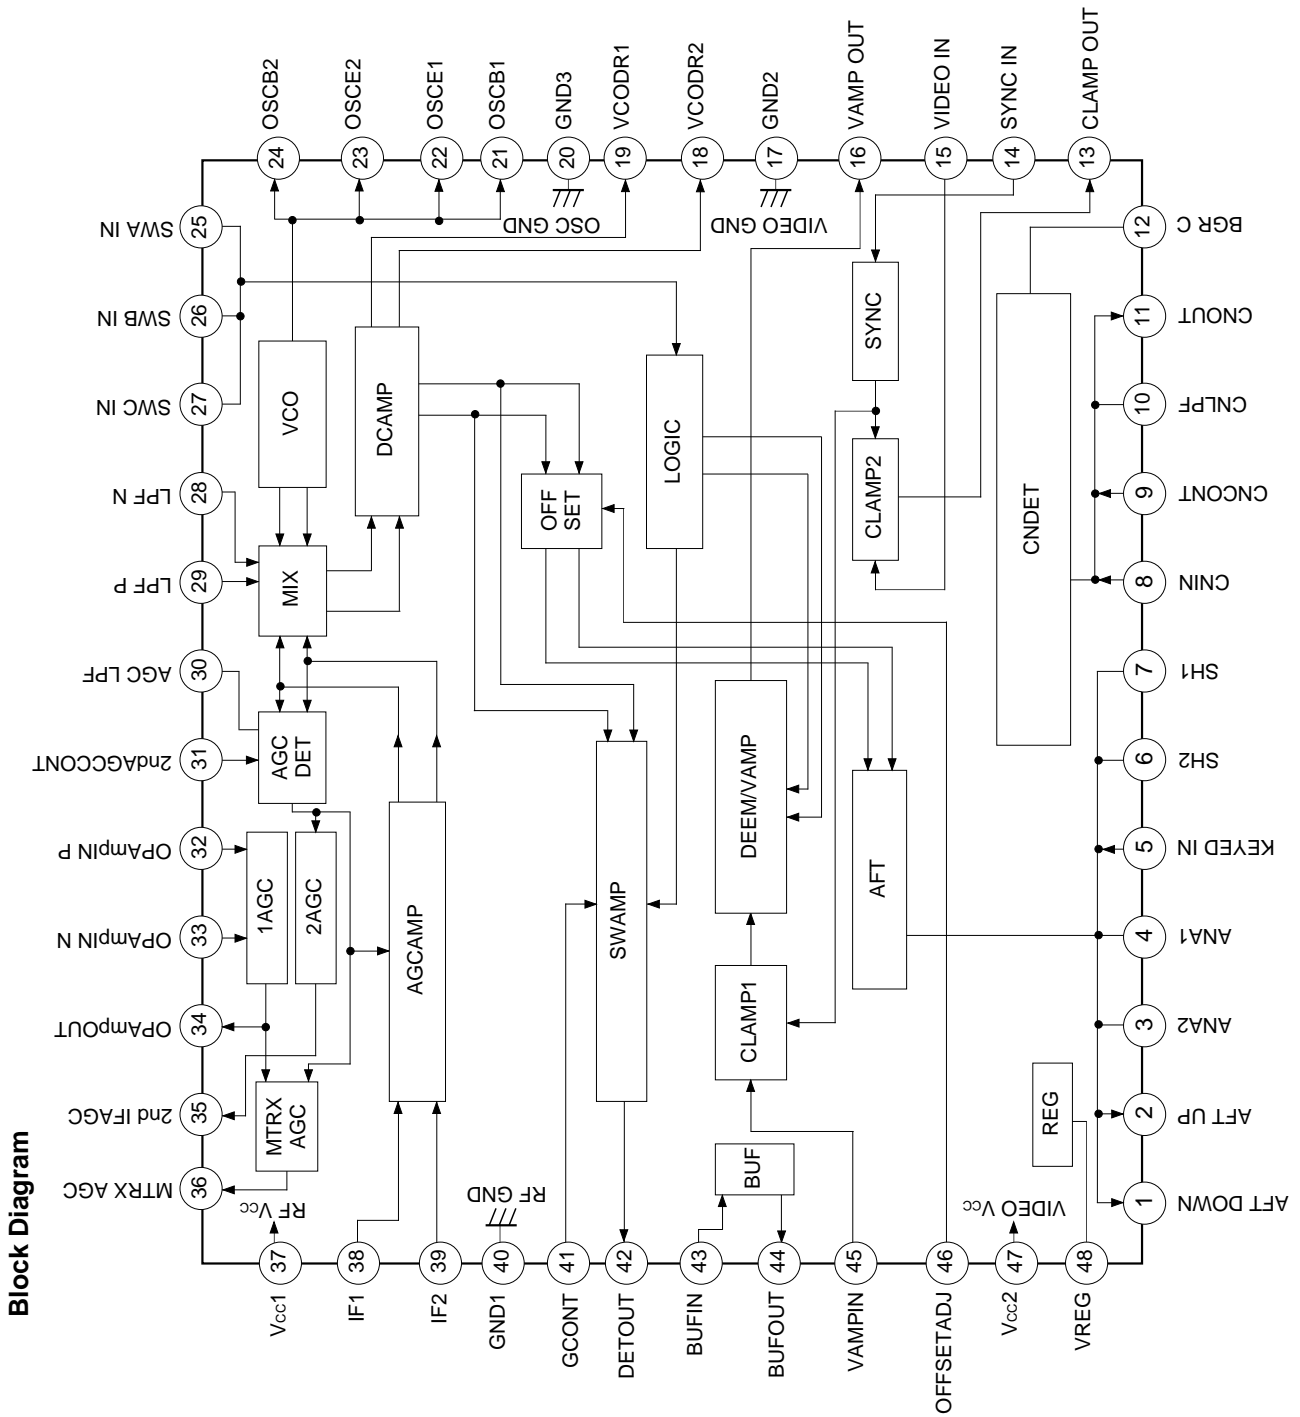 Block Diagram
MTRX AGC
2nd IFAGC
OPAmpOUT
OPAmpIN N
OPAmpIN P
2ndAGCCONT
AGC LPF
LPF P
LPF N
SWC IN
SWB IN
SWA IN
36
35
34
33
32
31
30
29
28
27
26
25
Vcc1
37
RF Vcc
IF1
38
IF2
39
GND1
40
RF GND
GCONT
41
DETOUT
42
BUFIN
43
BUFOUT
44
VAMPIN
45
OFFSETADJ
46
Vcc2
47
VIDEO Vcc
VREG
48
24
OSCB2
23
OSCE2
22
OSCE1
21
OSCB1
20
GND3
OSC GND
19
VCODR1
18
VCODR2
17
GND2
VIDEO GND
16
VAMP OUT
15
VIDEO IN
14
SYNC IN
13
CLAMP OUT
MTRX
AGC
1AGC
2AGC
AGC
DET
MIX
VCO
AGCAMP
DCAMP
OFF
SET
SWAMP
LOGIC
BUF
CLAMP1
DEEM/VAMP
AFT
CLAMP2
SYNC
REG
CNDET
1
2
3
4
5
6
7
8
9
10
11
12
AFT DOWN
AFT UP
ANA2
ANA1
KEYED IN
SH2
SH1
CNIN
CNCONT
CNLPF
CNOUT
BGR C